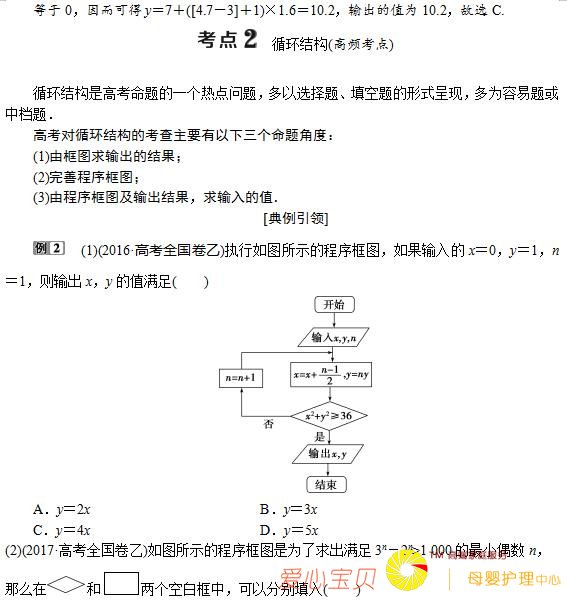 等于 0，因而可得 y＝7＋([4.7－3]＋1)×1.6＝10.2，输出的值为 10.2，故选 C.
考点 2 循环结构(高频考点)
循环结构是高考命题的一个热点问题，多以选择题、填空题的形式呈现，多为容易题或
中档题．
高考对循环结构的考查主要有以下三个命题角度：
(1)由框图求输出的结果；
(2)完善程序框图；
(3)由程序框图及输出结果，求输入的值．
[典例引领]
例 2 (1)(2016·高考全国卷乙)执行如图所示的程序框图，如果输入的 x＝0，y＝1，n
＝1，则输出 x，y 的值满足(　　)
开始
输入x,y,n
n=n+1
x=x+(n−1)/2,y=ny
x²+y²≥36
否
是
输出x,y
结束
A．y＝2x
B．y＝3x
C．y＝4x
D．y＝5x
(2)(2017·高考全国卷乙)如图所示的程序框图是为了求出满足 3ⁿ－2ⁿ>1 000 的最小偶数 n，
那么在 和 两个空白框中，可以分别填入(　　)
TM
爱心宝贝 母婴护理中心